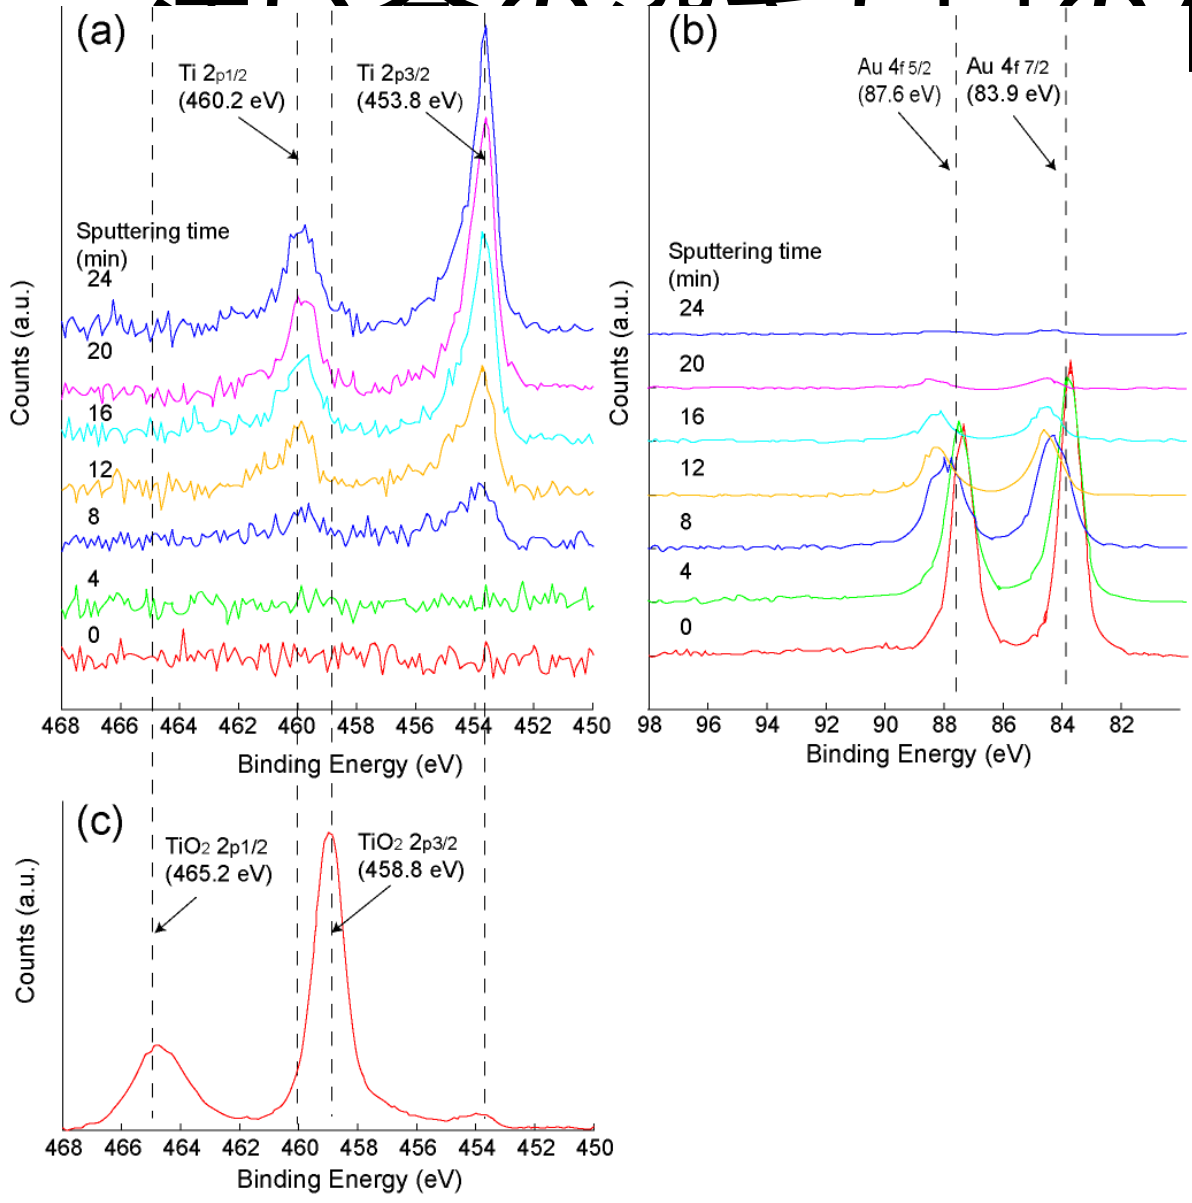 (a)
Ti 2p1/2
(460.2 eV)
Ti 2p3/2
(453.8 eV)
Sputtering time
(min)
24
20
16
12
8
4
0
Counts (a.u.)
468 466 464 462 460 458 456 454 452 450
Binding Energy (eV)
(b)
Au 4f 5/2
(87.6 eV)
Au 4f 7/2
(83.9 eV)
Sputtering time
(min)
24
20
16
12
8
4
0
Counts (a.u.)
98 96 94 92 90 88 86 84 82
Binding Energy (eV)
(c)
TiO2 2p1/2
(465.2 eV)
TiO2 2p3/2
(458.8 eV)
Counts (a.u.)
468 466 464 462 460 458 456 454 452 450
Binding Energy (eV)